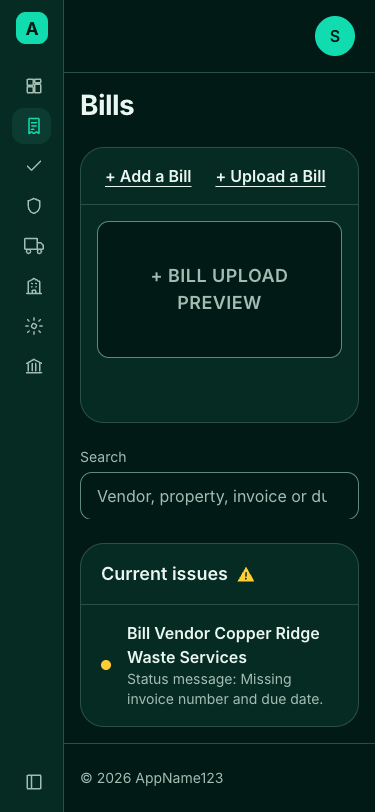 A
S
Bills
+ Add a Bill
+ Upload a Bill
+ BILL UPLOAD
PREVIEW
Search
Vendor, property, invoice or du
Current issues
Bill Vendor Copper Ridge
Waste Services
Status message: Missing
invoice number and due date.
© 2026 AppName123